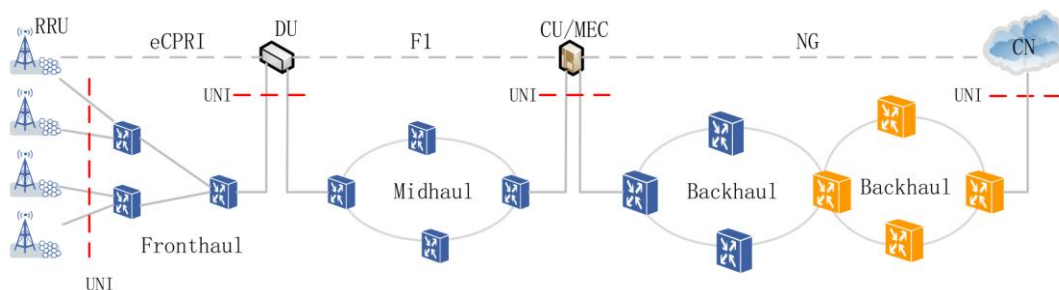 RRU
eCPRI
DU
F1
CU/MEC
NG
CN
UNI
UNI
UNI
Midhaul
Backhaul
Backhaul
Fronthaul
UNI